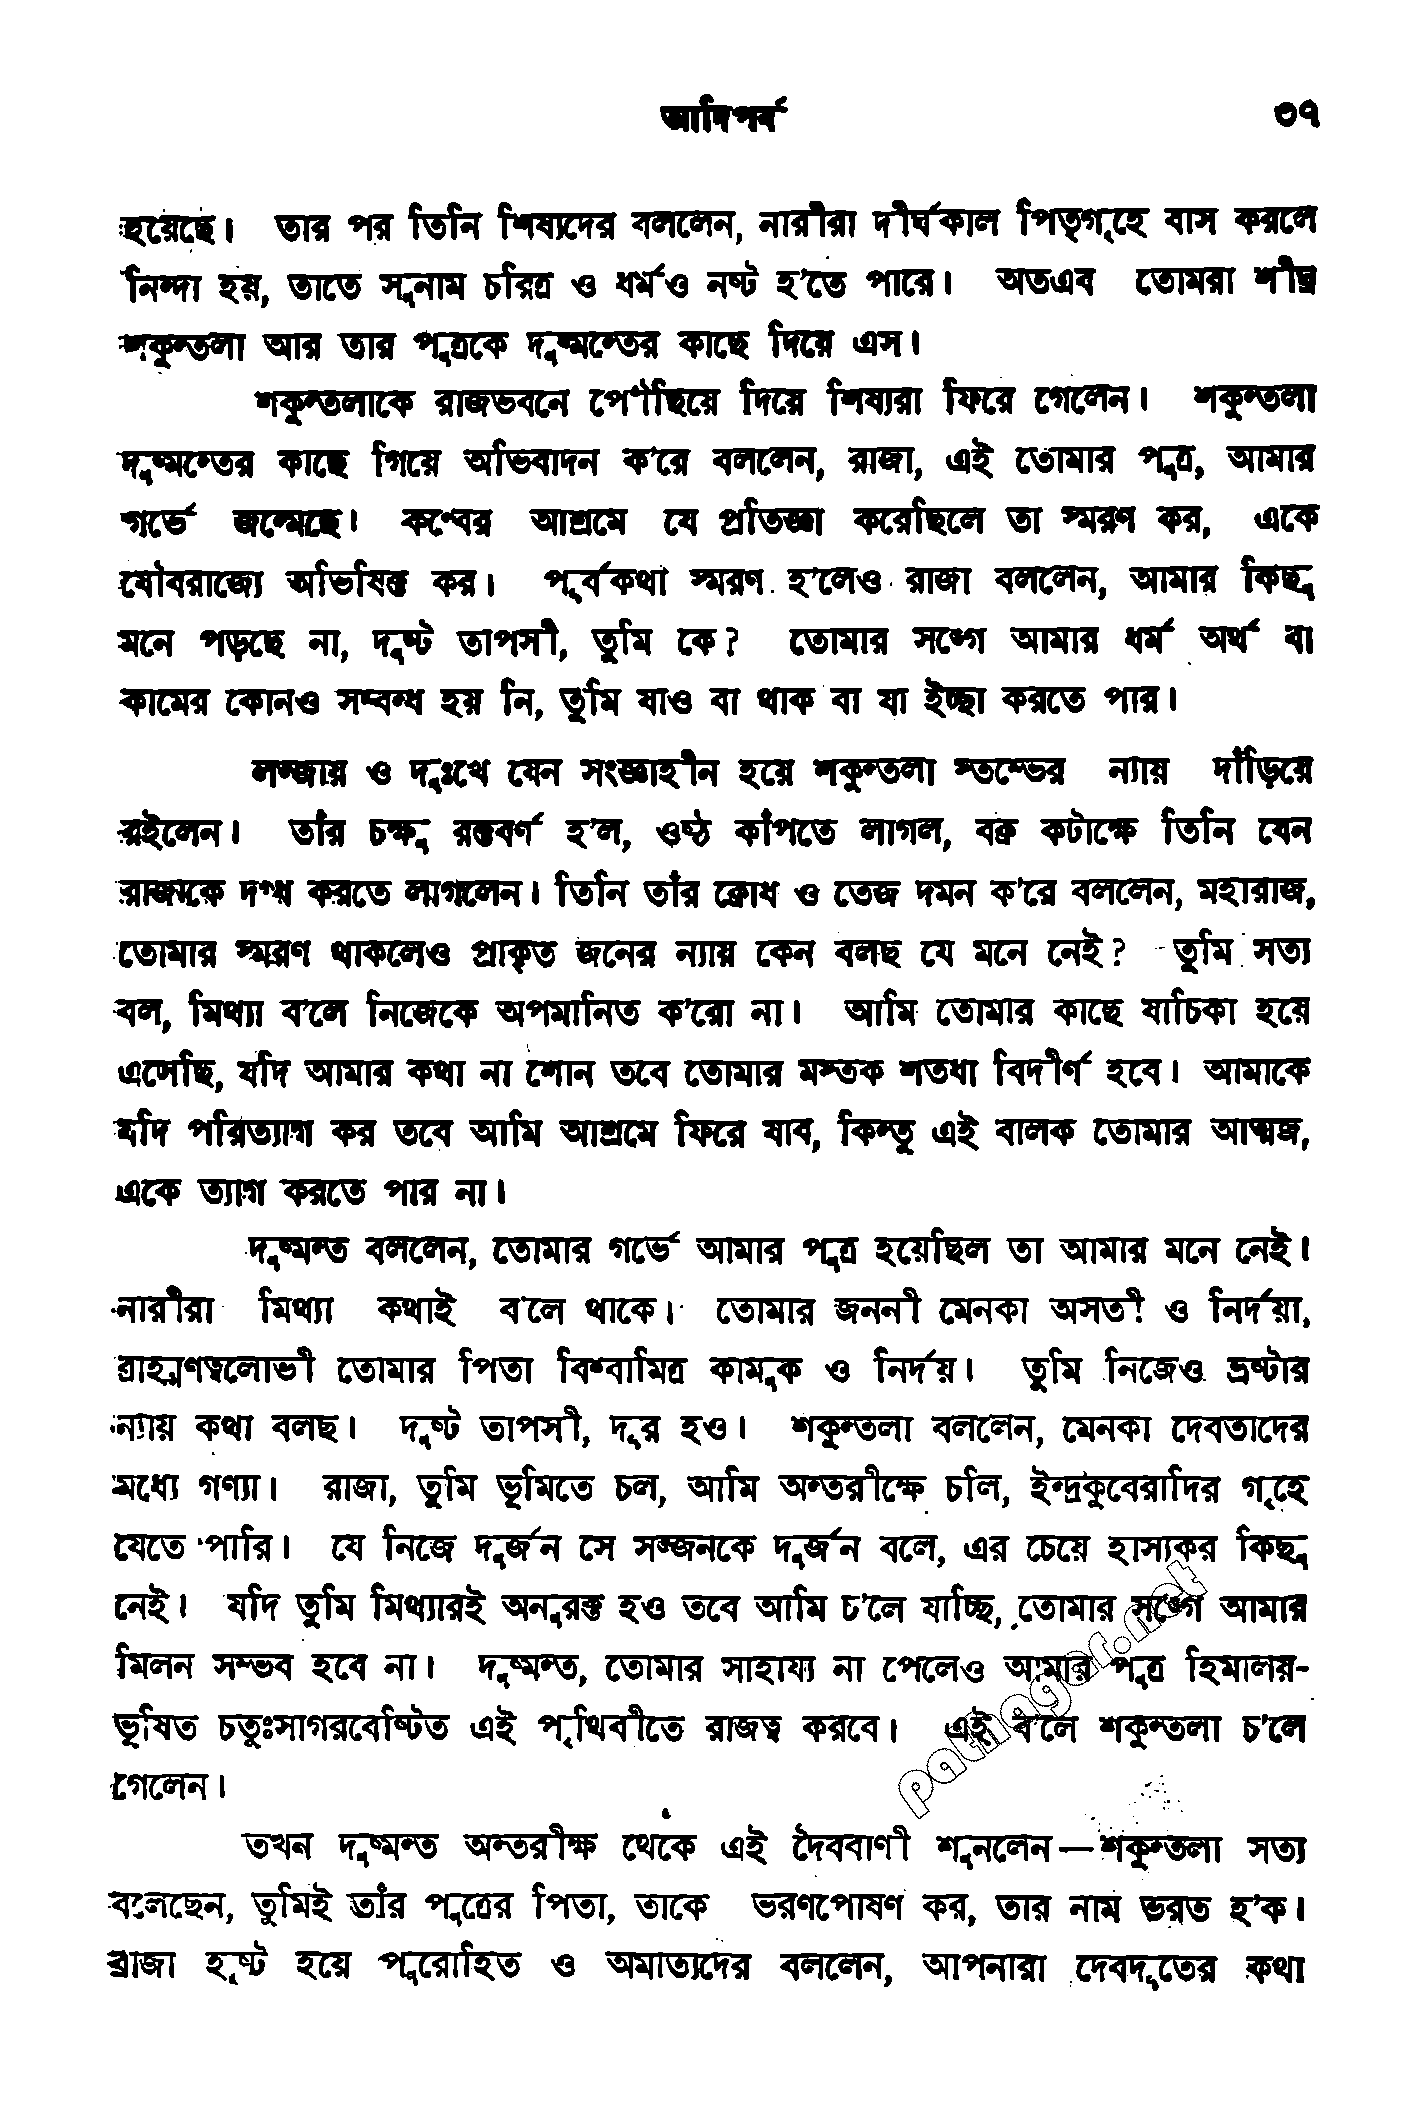 আদিপর্ব ৩৭
হয়েছে। তার পর তিনি শিষ্যদের বললেন, নারীরা দীর্ঘকাল পিতৃগৃহে বাস করলে
নিন্দা হয়, তাতে সুনাম চরিত্র ও ধর্মও নষ্ট হ'তে পারে। অতএব তোমরা শীঘ্র
শকুন্তলা আর তার পুত্রকে দুষ্মন্তের কাছে দিয়ে এস।
শকুন্তলাকে রাজভবনে পৌঁছিয়ে দিয়ে শিষ্যরা ফিরে গেলেন। শকুন্তলা
দুষ্মন্তের কাছে গিয়ে অভিবাদন ক'রে বললেন, রাজা, এই তোমার পুত্র, আমার
গর্ভে জন্মেছে। কণ্বের আশ্রমে যে প্রতিজ্ঞা করেছিলে তা স্মরণ কর, একে
যৌবরাজ্যে অভিষিক্ত কর। পূর্বকথা স্মরণ হ'লেও রাজা বললেন, আমার কিছু
মনে পড়ছে না, দুষ্ট তাপসী, তুমি কে? তোমার সঙ্গে আমার ধর্ম অর্থ বা
কামের কোনও সম্বন্ধ হয় নি, তুমি যাও বা থাক বা যা ইচ্ছা করতে পার।
লজ্জায় ও দুঃখে যেন সংজ্ঞাহীন হয়ে শকুন্তলা স্তম্ভের ন্যায় দাঁড়িয়ে
রইলেন। তাঁর চক্ষু রক্তবর্ণ হ'ল, ওষ্ঠ কাঁপতে লাগল, বক্র কটাক্ষে তিনি যেন
রাজাকে দগ্ধ করতে লাগলেন। তিনি তাঁর ক্রোধ ও তেজ দমন ক'রে বললেন, মহারাজ,
তোমার স্মরণ থাকলেও প্রাকৃত জনের ন্যায় কেন বলছ যে মনে নেই? তুমি সত্য
বল, মিথ্যা ব'লে নিজেকে অপমানিত ক'রো না। আমি তোমার কাছে যাচিকা হয়ে
এসেছি, যদি আমার কথা না শোন তবে তোমার মস্তক শতধা বিদীর্ণ হবে। আমাকে
যদি পরিত্যাগ কর তবে আমি আশ্রমে ফিরে যাব, কিন্তু এই বালক তোমার আত্মজ,
একে ত্যাগ করতে পার না।
দুষ্মন্ত বললেন, তোমার গর্ভে আমার পুত্র হয়েছিল তা আমার মনে নেই।
নারীরা মিথ্যা কথাই ব'লে থাকে। তোমার জননী মেনকা অসতী ও নির্দয়া,
ব্রাহ্মণত্বলোভী তোমার পিতা বিশ্বামিত্র কামুক ও নির্দয়। তুমি নিজেও ভ্রষ্টার
ন্যায় কথা বলছ। দুষ্ট তাপসী, দূর হও। শকুন্তলা বললেন, মেনকা দেবতাদের
মধ্যে গণ্যা। রাজা, তুমি ভূমিতে চল, আমি অন্তরীক্ষে চলি, ইন্দ্রকুবেরাদির গৃহে
যেতে পারি। যে নিজে দুর্জন সে সজ্জনকে দুর্জন বলে, এর চেয়ে হাস্যকর কিছু
নেই। যদি তুমি মিথ্যারই অনুরক্ত হও তবে আমি চ'লে যাচ্ছি, তোমার সঙ্গে আমার
মিলন সম্ভব হবে না। দুষ্মন্ত, তোমার সাহায্য না পেলেও আমার পুত্র হিমালয়-
ভূষিত চতুঃসাগরবেষ্টিত এই পৃথিবীতে রাজত্ব করবে। এই ব'লে শকুন্তলা চ'লে
গেলেন।
তখন দুষ্মন্ত অন্তরীক্ষ থেকে এই দৈববাণী শুনলেন—শকুন্তলা সত্য
বলেছেন, তুমিই তাঁর পুত্রের পিতা, তাকে ভরণপোষণ কর, তার নাম ভরত হ'ক।
রাজা হৃষ্ট হয়ে পুরোহিত ও অমাত্যদের বললেন, আপনারা দেবদূতের কথা
pathagar.net